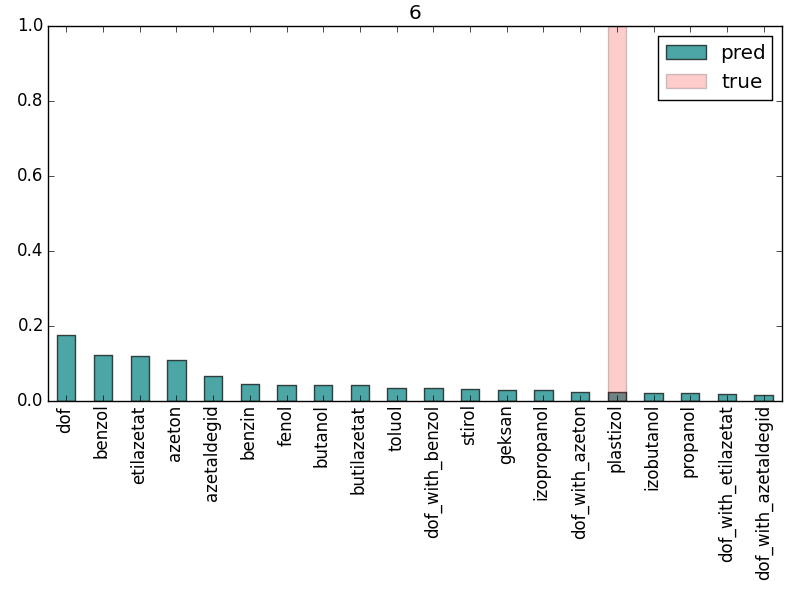 6
1.0
0.8
0.6
0.4
0.2
0.0
pred
true
dof
benzol
etilazetat
azeton
azetaldegid
benzin
fenol
butanol
butilazetat
toluol
dof_with_benzol
stirol
geksan
izopropanol
dof_with_azeton
plastizol
izobutanol
propanol
dof_with_etilazetat
dof_with_azetaldegid